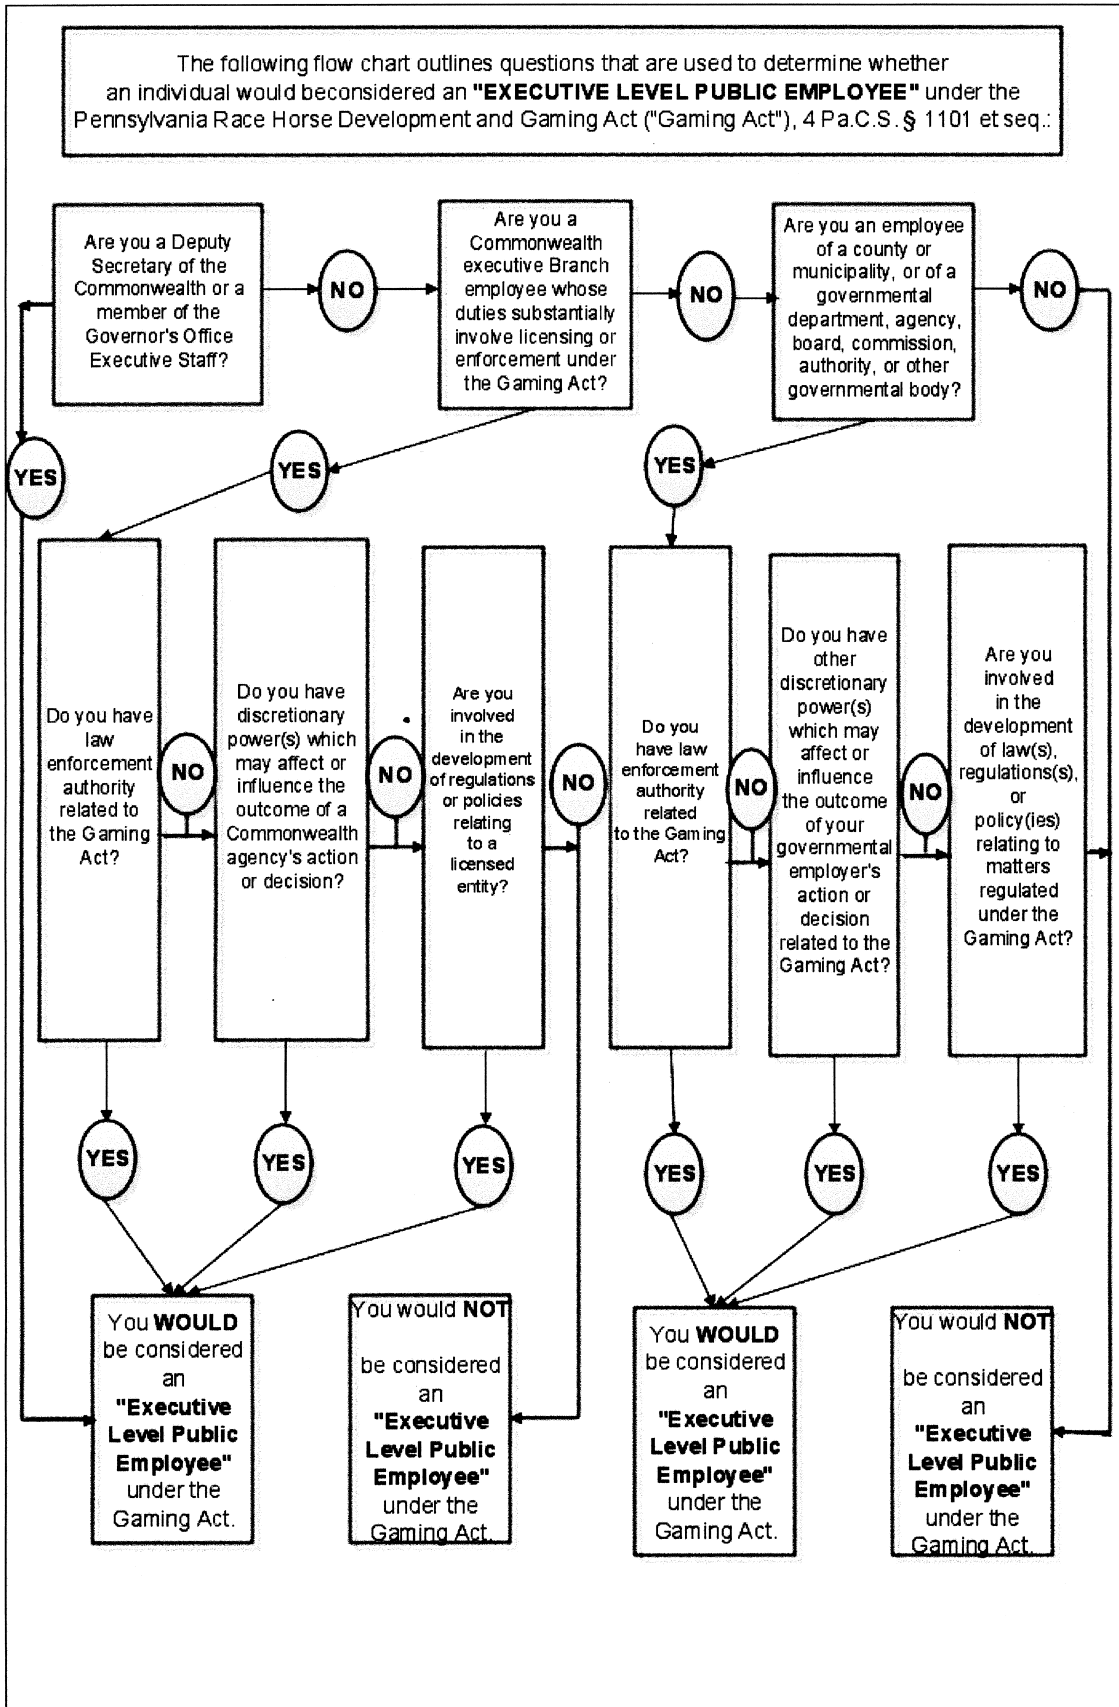 The following flow chart outlines questions that are used to determine whether
an individual would beconsidered an "EXECUTIVE LEVEL PUBLIC EMPLOYEE" under the
Pennsylvania Race Horse Development and Gaming Act ("Gaming Act"), 4 Pa.C.S. § 1101 et seq.:
Are you a Deputy
Secretary of the
Commonwealth or a
member of the
Governor's Office
Executive Staff?
NO
Are you a
Commonwealth
executive Branch
employee whose
duties substantially
involve licensing or
enforcement under
the Gaming Act?
NO
Are you an employee
of a county or
municipality, or of a
governmental
department, agency,
board, commission,
authority, or other
governmental body?
NO
YES
YES
YES
Do you have
law
enforcement
authority
related to
the Gaming
Act?
NO
Do you have
discretionary
power(s) which
may affect or
influence the
outcome of a
Commonwealth
agency's action
or decision?
NO
Are you
involved
in the
development
of regulations
or policies
relating
to a
licensed
entity?
NO
Do you
have law
enforcement
authority
related
to the Gaming
Act?
NO
Do you have
other
discretionary
power(s)
which may
affect or
influence
the outcome
of your
governmental
employer's
action or
decision
related to the
Gaming Act?
NO
Are you
involved
in the
development
of law(s),
regulations(s),
or
policy(ies)
relating to
matters
regulated
under the
Gaming Act?
YES
YES
YES
YES
YES
YES
You WOULD
be considered
an
"Executive
Level Public
Employee"
under the
Gaming Act.
You would NOT
be considered
an
"Executive
Level Public
Employee"
under the
Gaming Act.
You WOULD
be considered
an
"Executive
Level Public
Employee"
under the
Gaming Act.
You would NOT
be considered
an
"Executive
Level Public
Employee"
under the
Gaming Act.